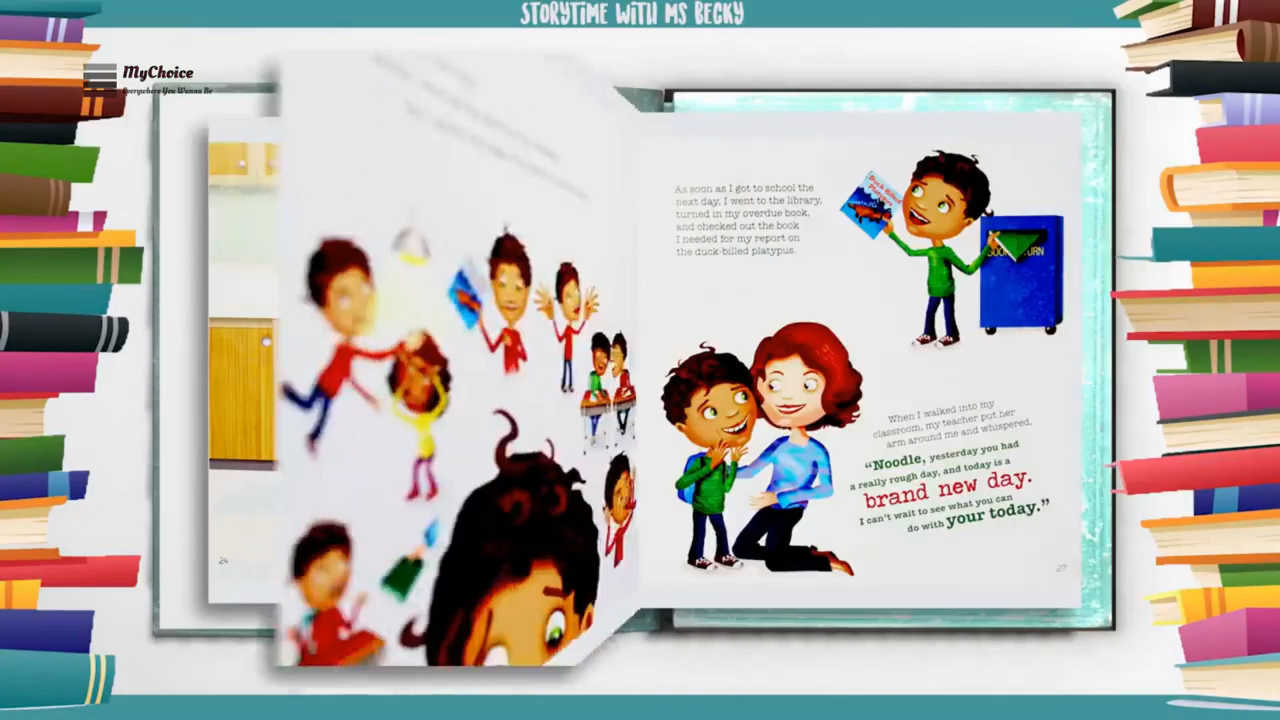 STORYTIME WITH MS BECKY
MyChoice
Everywhere You Wanna Be
As soon as I got to school the
next day, I went to the library,
turned in my overdue book,
and checked out the book
I needed for my report on
the duck-billed platypus.
When I walked into my
classroom, my teacher put her
arm around me and whispered,
“Noodle, yesterday you had
a really rough day, and today is a
brand new day.
I can't wait to see what you can
do with your today.”
24
27